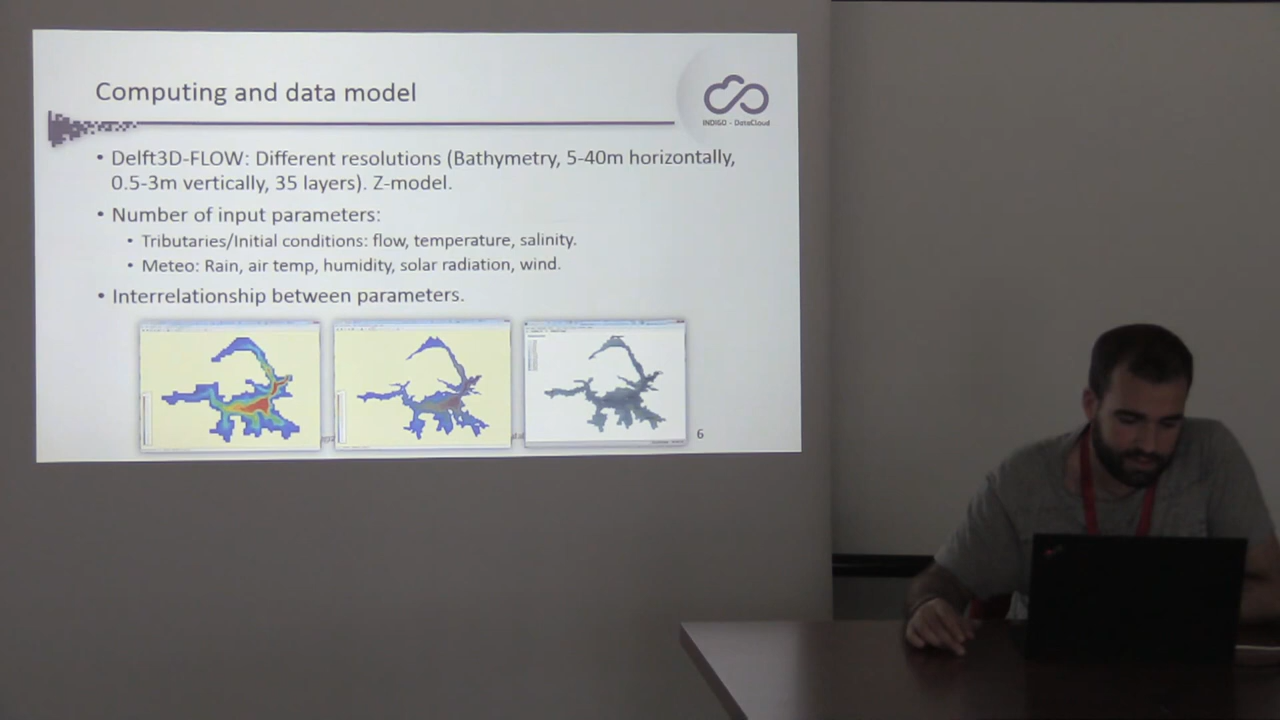 Computing and data model
INDIGO - DataCloud
• Delft3D-FLOW: Different resolutions (Bathymetry, 5-40m horizontally,
0.5-3m vertically, 35 layers). Z-model.
• Number of input parameters:
• Tributaries/Initial conditions: flow, temperature, salinity.
• Meteo: Rain, air temp, humidity, solar radiation, wind.
• Interrelationship between parameters.
6